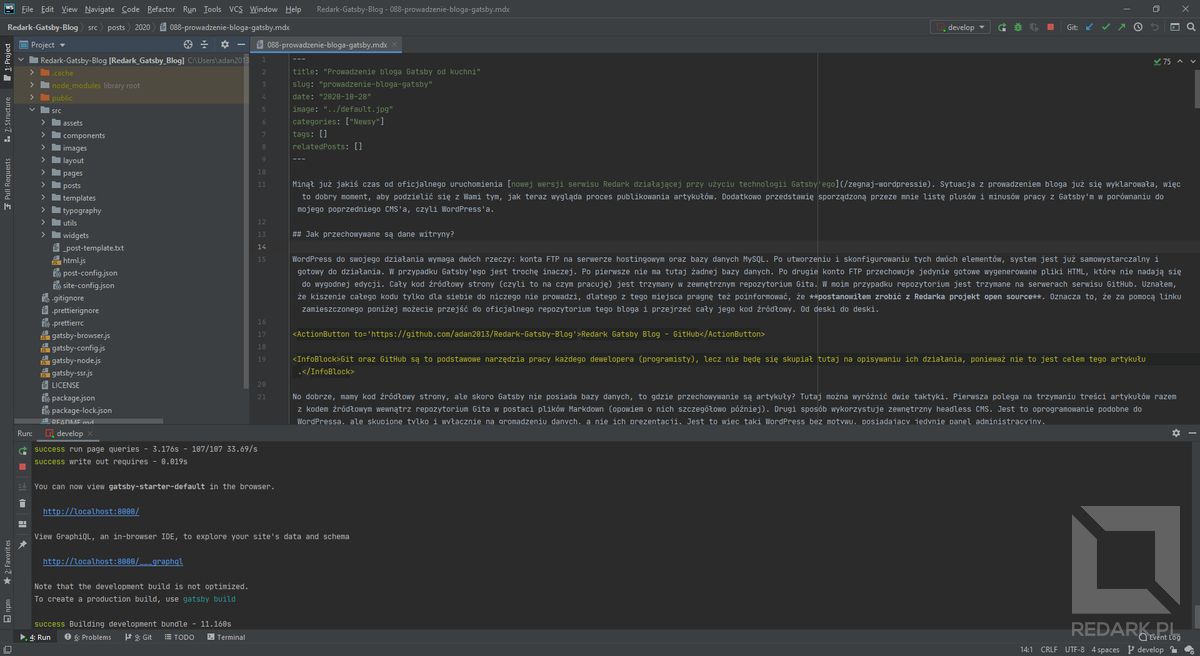 WS File Edit View Navigate Code Refactor Run Tools VCS Window Help Redark-Gatsby-Blog - 088-prowadzenie-bloga-gatsby.mdx
Redark-Gatsby-Blog src posts 2020 088-prowadzenie-bloga-gatsby.mdx develop Git:
Project 088-prowadzenie-bloga-gatsby.mdx
1: Project
7: Structure
Pull Requests
2: Favorites
npm
Redark-Gatsby-Blog [Redark_Gatsby_Blog] C:\Users\adan2013
.cache
node_modules library root
public
src
assets
components
images
layout
pages
posts
templates
typography
utils
widgets
_post-template.txt
html.js
post-config.json
site-config.json
.gitignore
.prettierignore
.prettierrc
gatsby-browser.js
gatsby-config.js
gatsby-node.js
gatsby-ssr.js
LICENSE
package.json
package-lock.json
README.md
75
1 ---
2 title: "Prowadzenie bloga Gatsby od kuchni"
3 slug: "prowadzenie-bloga-gatsby"
4 date: "2020-10-28"
5 image: "../default.jpg"
6 categories: ["Newsy"]
7 tags: []
8 relatedPosts: []
9 ---
10
11 Minął już jakiś czas od oficjalnego uruchomienia [nowej wersji serwisu Redark działającej przy użyciu technologii Gatsby'ego](/zegnaj-wordpressie). Sytuacja z prowadzeniem bloga już się wyklarowała, więc
to dobry moment, aby podzielić się z Wami tym, jak teraz wygląda proces publikowania artykułów. Dodatkowo przedstawię sporządzoną przeze mnie listę plusów i minusów pracy z Gatsby'm w porównaniu do
mojego poprzedniego CMS'a, czyli WordPress'a.
12
13 ## Jak przechowywane są dane witryny?
14
15 WordPress do swojego działania wymaga dwóch rzeczy: konta FTP na serwerze hostingowym oraz bazy danych MySQL. Po utworzeniu i skonfigurowaniu tych dwóch elementów, system jest już samowystarczalny i
gotowy do działania. W przypadku Gatsby'ego jest trochę inaczej. Po pierwsze nie ma tutaj żadnej bazy danych. Po drugie konto FTP przechowuje jedynie gotowe wygenerowane pliki HTML, które nie nadają się
do wygodnej edycji. Cały kod źródłowy strony (czyli to na czym pracuję) jest trzymany w zewnętrznym repozytorium Gita. W moim przypadku repozytorium jest trzymane na serwerach serwisu GitHub. Uznałem,
że kiszenie całego kodu tylko dla siebie do niczego nie prowadzi, dlatego z tego miejsca pragnę też poinformować, że **postanowiłem zrobić z Redarka projekt open source**. Oznacza to, że za pomocą linku
zamieszczonego poniżej możecie przejść do oficjalnego repozytorium tego bloga i przejrzeć cały jego kod źródłowy. Od deski do deski.
16
17 <ActionButton to='https://github.com/adan2013/Redark-Gatsby-Blog'>Redark Gatsby Blog - GitHub</ActionButton>
18
19 <InfoBlock>Git oraz GitHub są to podstawowe narzędzia pracy każdego dewelopera (programisty), lecz nie będę się skupiał tutaj na opisywaniu ich działania, ponieważ nie to jest celem tego artykułu
.</InfoBlock>
20
21 No dobrze, mamy kod źródłowy strony, ale skoro Gatsby nie posiada bazy danych, to gdzie przechowywane są artykuły? Tutaj można wyróżnić dwie taktyki. Pierwsza polega na trzymaniu treści artykułów razem
z kodem źródłowym wewnątrz repozytorium Gita w postaci plików Markdown (opowiem o nich szczegółowo później). Drugi sposób wykorzystuje zewnętrzny headless CMS. Jest to oprogramowanie podobne do
WordPressa, ale skupione tylko i wyłącznie na gromadzeniu danych, a nie ich prezentacji. Jest to więc taki WordPress bez motywu, posiadający jedynie panel administracyjny.
Run: develop
success run page queries - 3.176s - 107/107 33.69/s
success write out requires - 0.019s
You can now view gatsby-starter-default in the browser.
http://localhost:8000/
View GraphiQL, an in-browser IDE, to explore your site's data and schema
http://localhost:8000/___graphql
Note that the development build is not optimized.
To create a production build, use gatsby build
success Building development bundle - 11.160s
REDARK.PL
4: Run 6: Problems 9: Git TODO Terminal Event Log
14:1 CRLF UTF-8 4 spaces develop